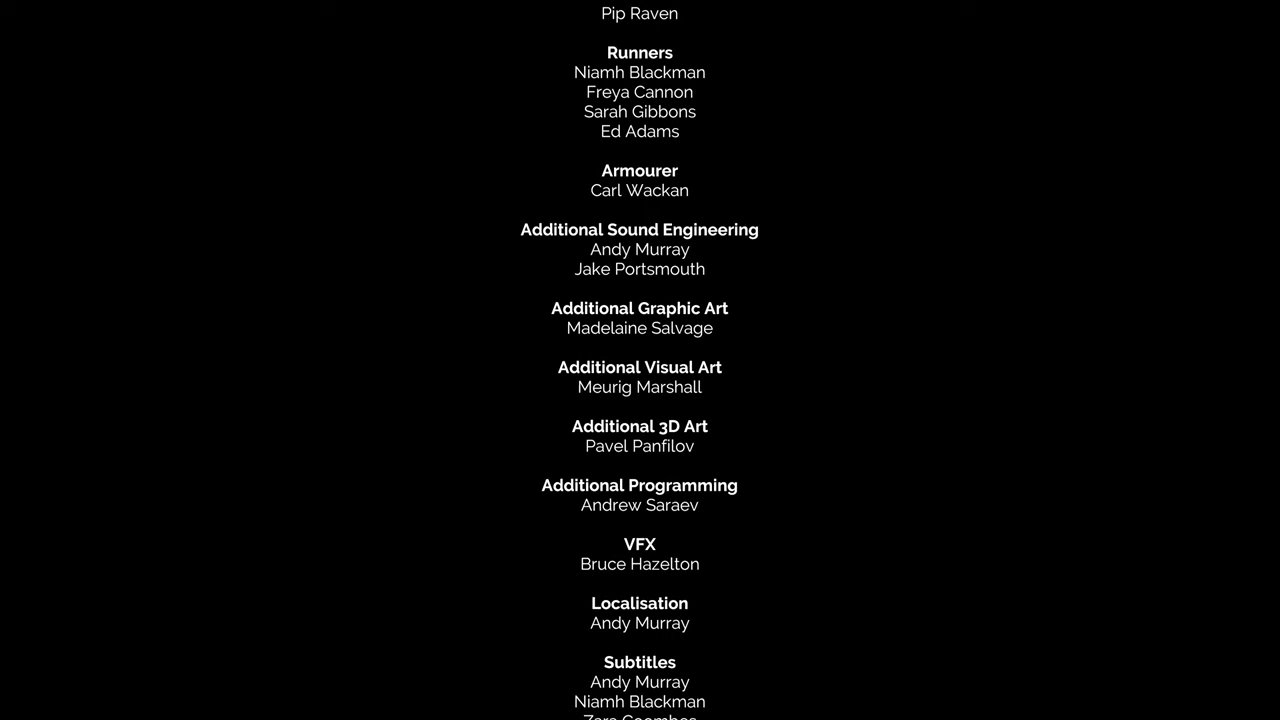 Pip Raven
Runners
Niamh Blackman
Freya Cannon
Sarah Gibbons
Ed Adams
Armourer
Carl Wackan
Additional Sound Engineering
Andy Murray
Jake Portsmouth
Additional Graphic Art
Madelaine Salvage
Additional Visual Art
Meurig Marshall
Additional 3D Art
Pavel Panfilov
Additional Programming
Andrew Saraev
VFX
Bruce Hazelton
Localisation
Andy Murray
Subtitles
Andy Murray
Niamh Blackman
Zara Coombes